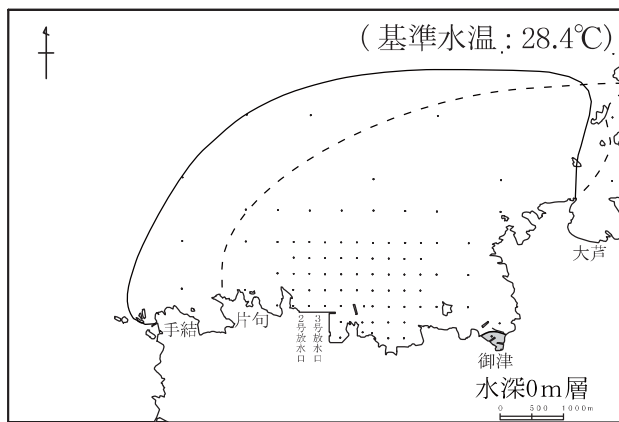 (基準水温:28.4℃)
大芦
手結
片句
2号放水口
3号放水口
御津
水深0m層
0 500 1000m